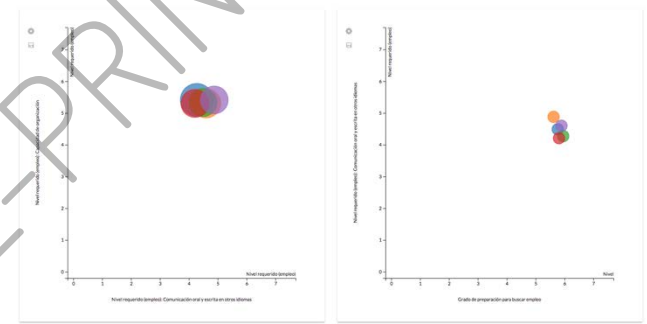 PRIN
Nivel requerido (empleo)
Nivel requerido (empleo): Capacidad de organización
7
6
5
4
3
2
1
0
0 1 2 3 4 5 6 7
Nivel requerido (empleo)
Nivel requerido (empleo): Comunicación oral y escrita en otros idiomas
Nivel requerido (empleo)
Nivel requerido (empleo): Comunicación oral y escrita en otros idiomas
7
6
5
4
3
2
1
0
0 1 2 3 4 5 6 7
Nivel
Grado de preparación para buscar empleo